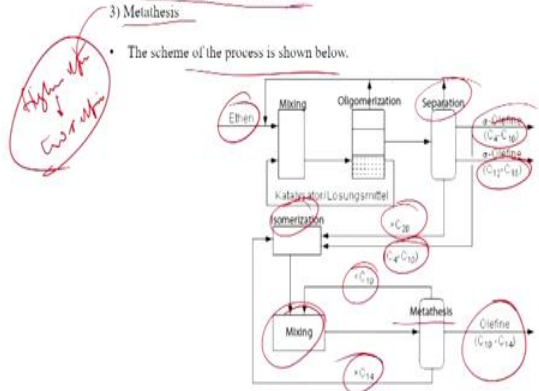 3) Metathesis
• The scheme of the process is shown below.
Mixing
Oligomerization
Separation
Ethen
α-Olefine
(C4-C10)
α-Olefine
(C12-C18)
Katalysator/Lösungsmittel
Isomerization
>C20
(C4-C10)
<C10
Mixing
Metathesis
Olefine
(C10-C14)
>C14